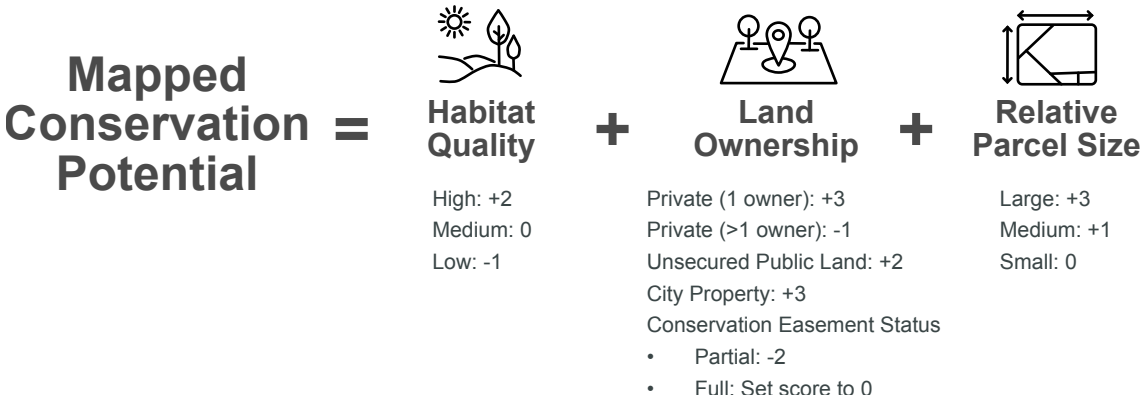 Mapped
Conservation
Potential
=
Habitat
Quality
High: +2
Medium: 0
Low: -1
+
Land
Ownership
Private (1 owner): +3
Private (>1 owner): -1
Unsecured Public Land: +2
City Property: +3
Conservation Easement Status
• Partial: -2
• Full: Set score to 0
+
Relative
Parcel Size
Large: +3
Medium: +1
Small: 0